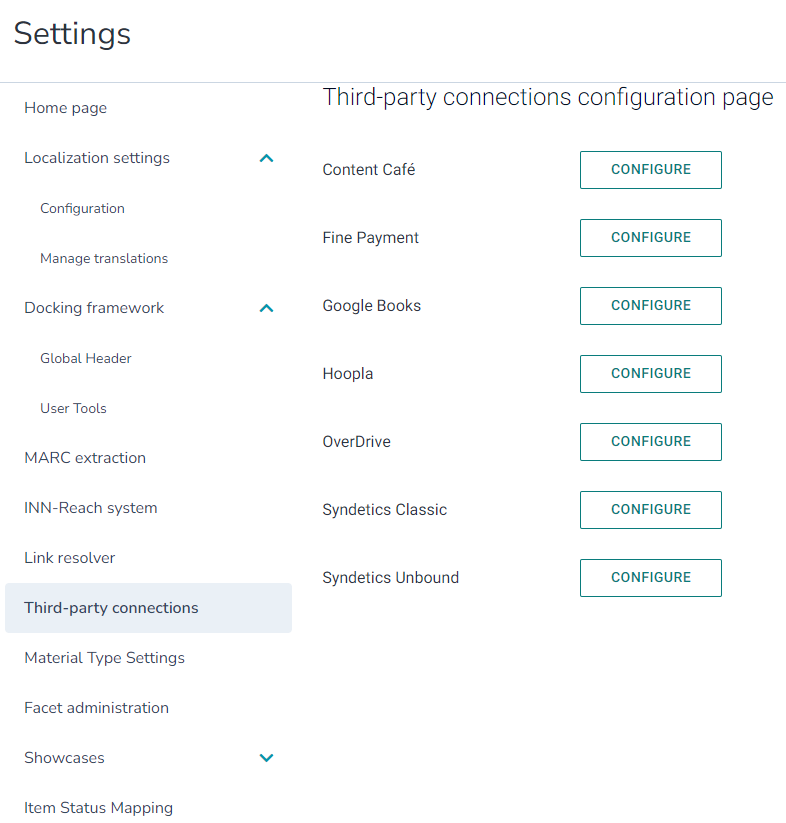 Settings
Home page
Localization settings
Configuration
Manage translations
Docking framework
Global Header
User Tools
MARC extraction
INN-Reach system
Link resolver
Third-party connections
Material Type Settings
Facet administration
Showcases
Item Status Mapping
Third-party connections configuration page
Content Café CONFIGURE
Fine Payment CONFIGURE
Google Books CONFIGURE
Hoopla CONFIGURE
OverDrive CONFIGURE
Syndetics Classic CONFIGURE
Syndetics Unbound CONFIGURE